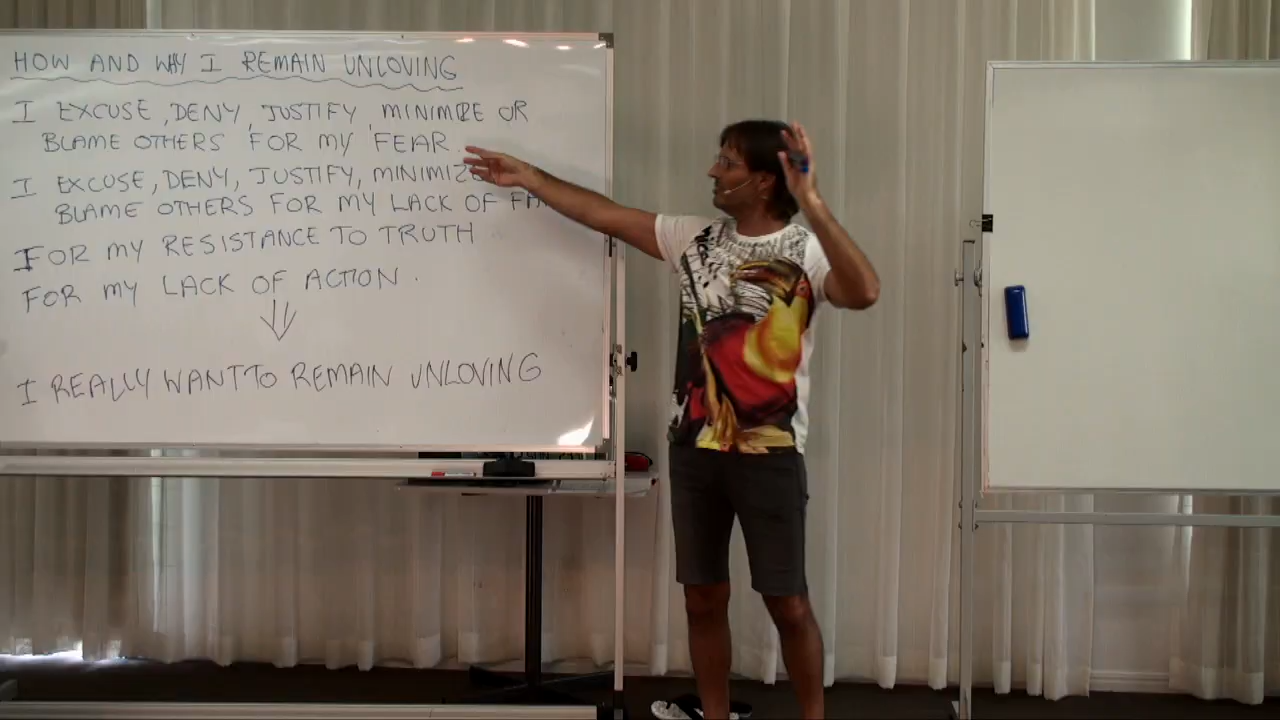 HOW AND WHY I REMAIN UNLOVING
I EXCUSE, DENY, JUSTIFY, MINIMIZE OR
BLAME OTHERS FOR MY FEAR.
I EXCUSE, DENY, JUSTIFY, MINIMIZE
BLAME OTHERS FOR MY LACK OF
FOR MY RESISTANCE TO TRUTH
FOR MY LACK OF ACTION.
I REALLY WANT TO REMAIN UNLOVING